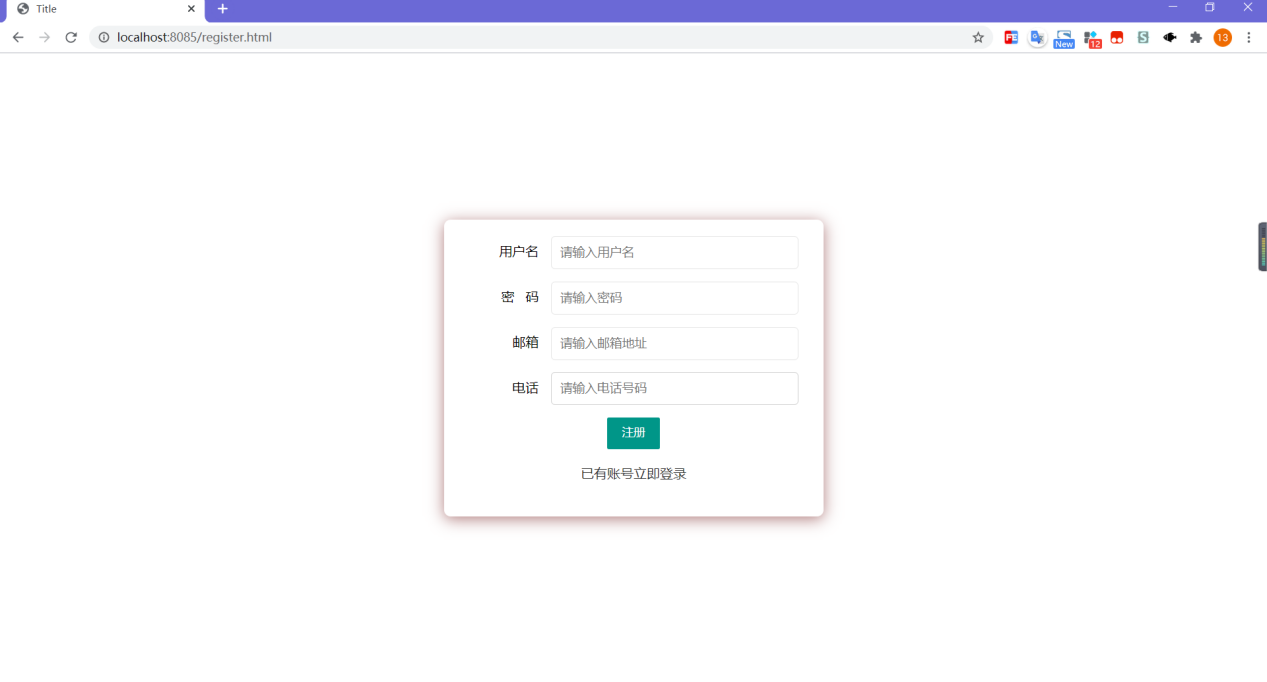 Title
localhost:8085/register.html
New
12
13
用户名 请输入用户名
密 码 请输入密码
邮箱 请输入邮箱地址
电话 请输入电话号码
注册
已有账号立即登录